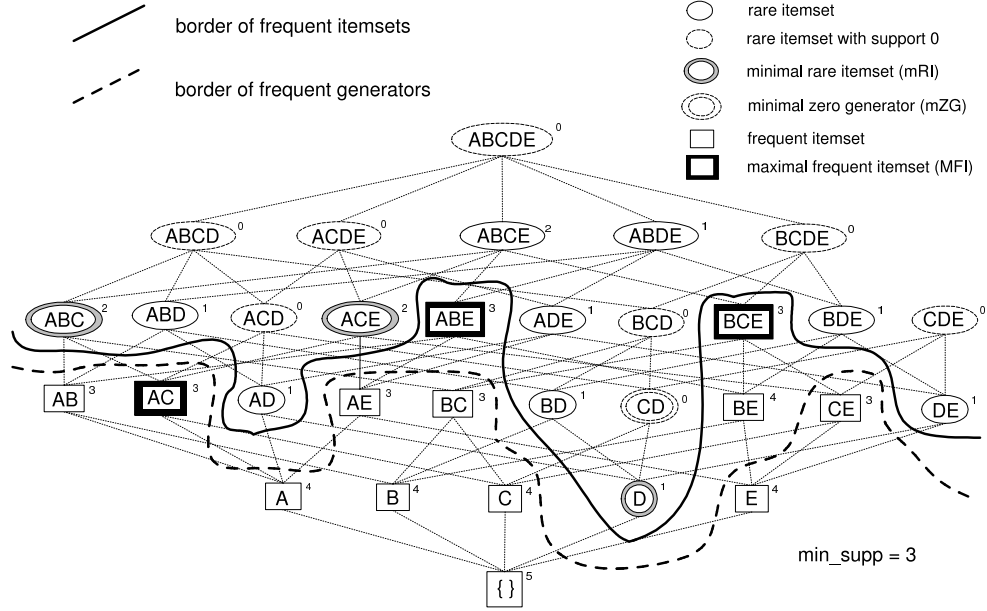 border of frequent itemsets
border of frequent generators
rare itemset
rare itemset with support 0
minimal rare itemset (mRI)
minimal zero generator (mZG)
frequent itemset
maximal frequent itemset (MFI)
ABCDE 0
ABCD 0 ACDE 0 ABCE 2 ABDE 1 BCDE 0
ABC 2 ABD 1 ACD 0 ACE 2 ABE 3 ADE 1 BCD 0 BCE 3 BDE 1 CDE 0
AB 3 AC 3 AD 1 AE 3 BC 3 BD 1 CD 0 BE 4 CE 3 DE 1
A 4 B 4 C 4 D 1 E 4
min_supp = 3
{ } 5